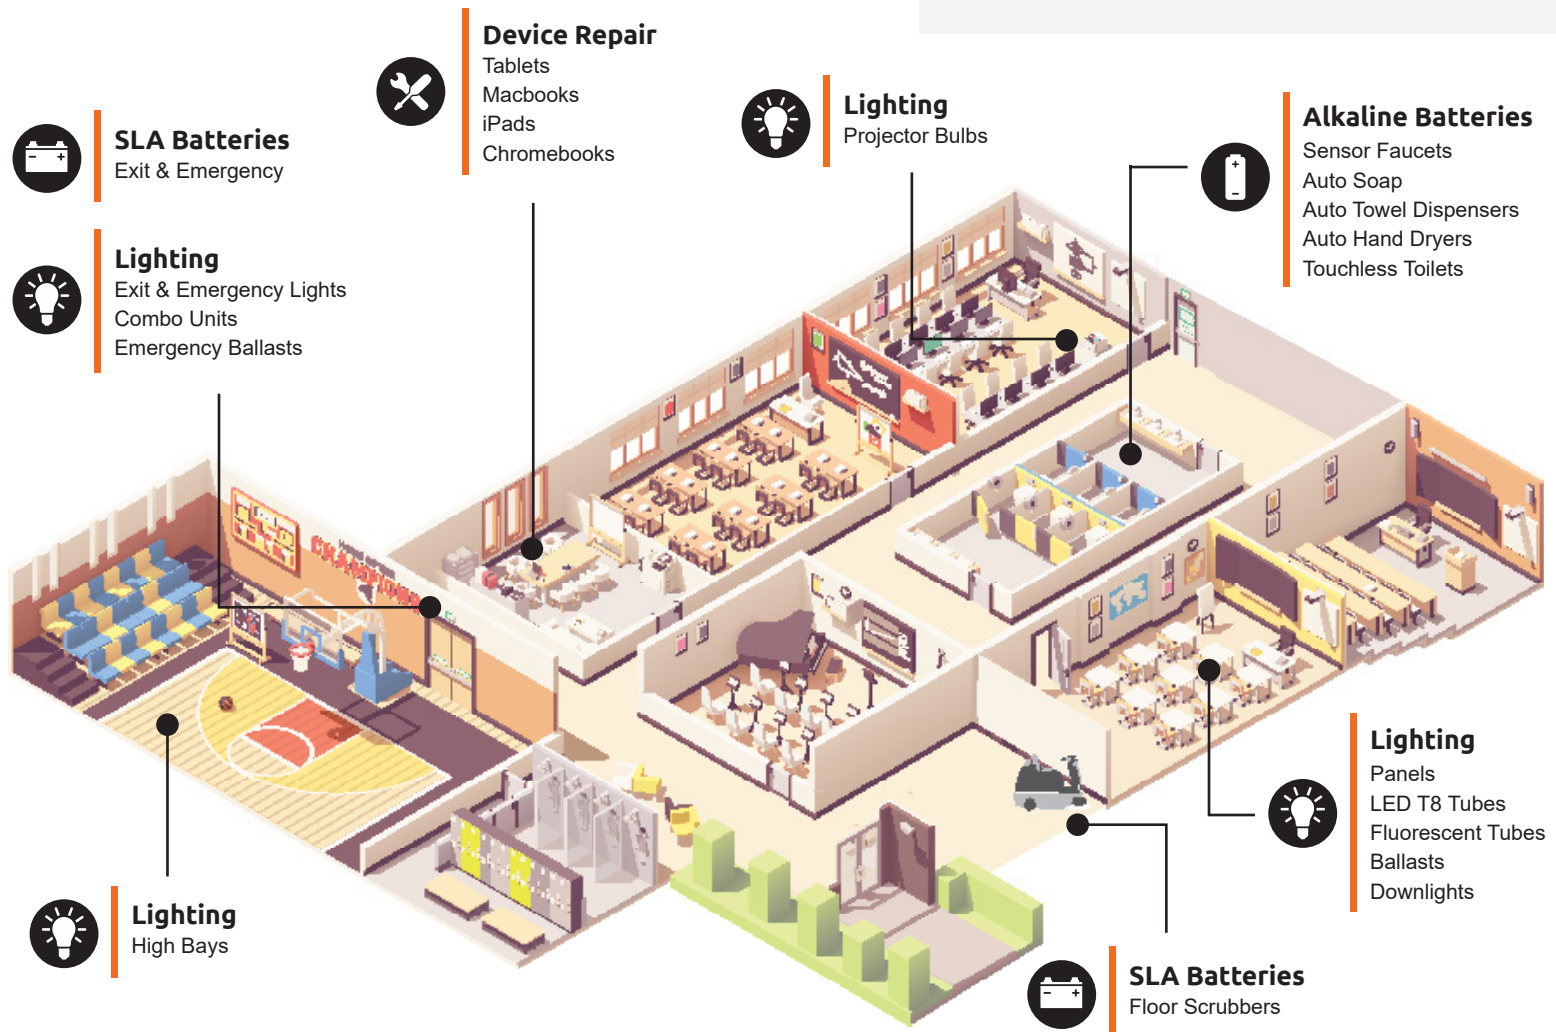 Device Repair
Tablets
Macbooks
iPads
Chromebooks
Lighting
Projector Bulbs
Alkaline Batteries
Sensor Faucets
Auto Soap
Auto Towel Dispensers
Auto Hand Dryers
Touchless Toilets
SLA Batteries
Exit & Emergency
Lighting
Exit & Emergency Lights
Combo Units
Emergency Ballasts
CHAMPIONS
Lighting
Panels
LED T8 Tubes
Fluorescent Tubes
Ballasts
Downlights
Lighting
High Bays
SLA Batteries
Floor Scrubbers